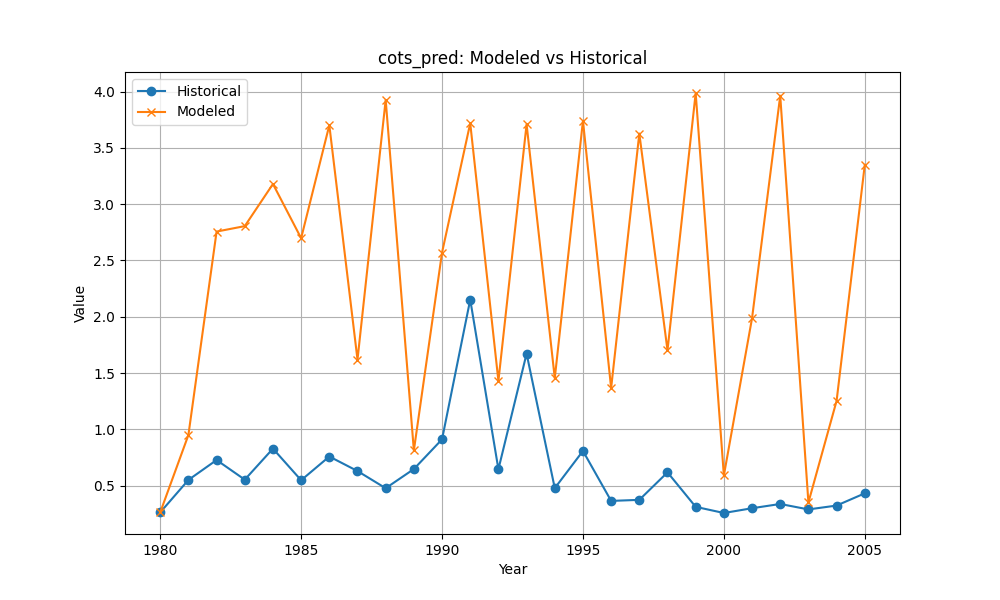 cots_pred: Modeled vs Historical
Historical
Modeled
4.0
3.5
3.0
2.5
2.0
1.5
1.0
0.5
Value
1980 1985 1990 1995 2000 2005
Year